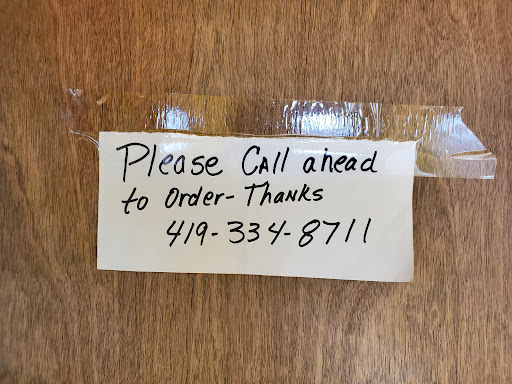 Please Call ahead
to Order- Thanks
419-334-8711